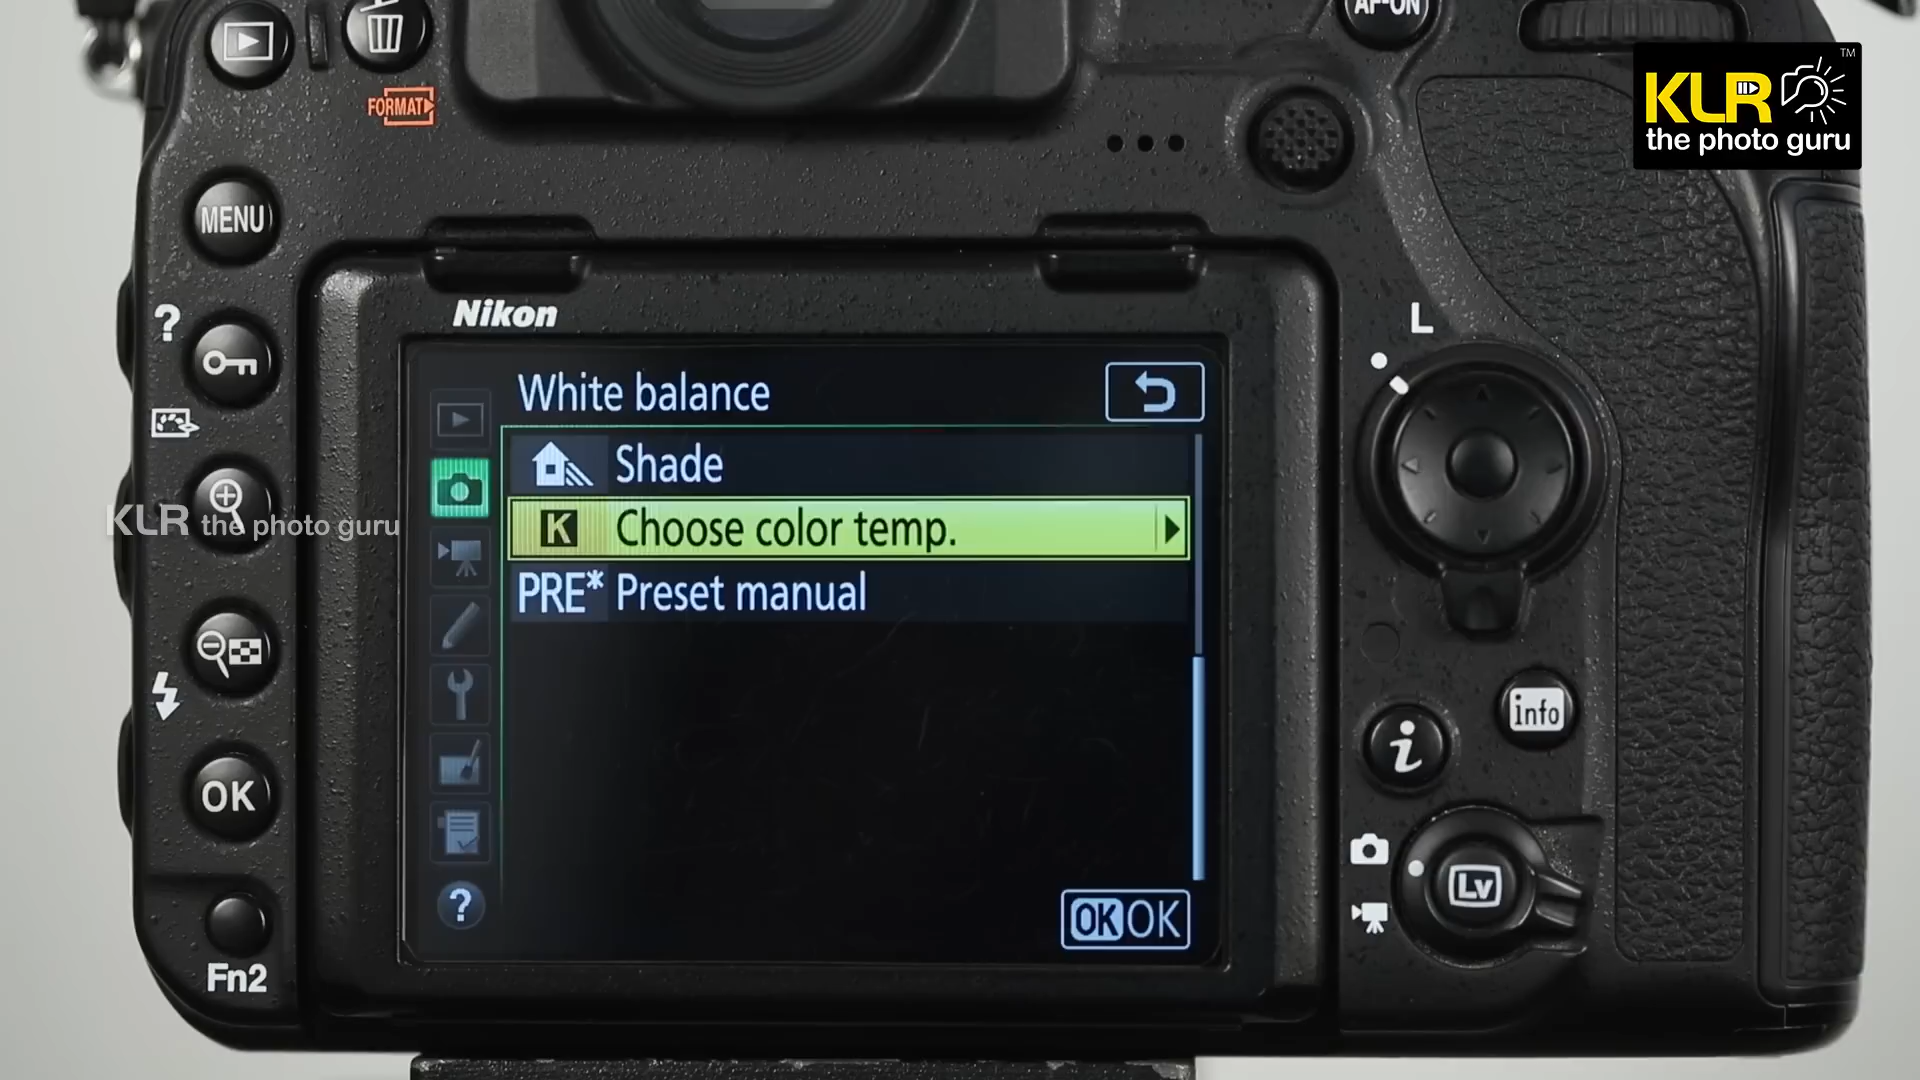 AF-ON
FORMAT
KLR
TM
the photo guru
MENU
?
Nikon
L
White balance
Shade
K Choose color temp.
PRE* Preset manual
KLR the photo guru
info
i
OK
Lv
?
OK OK
Fn2